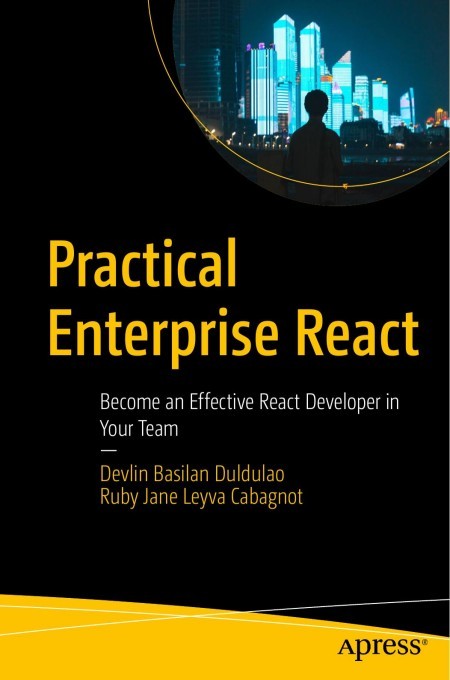 Practical
Enterprise React
Become an Effective React Developer in
Your Team
—
Devlin Basilan Duldulao
Ruby Jane Leyva Cabagnot
Apress®